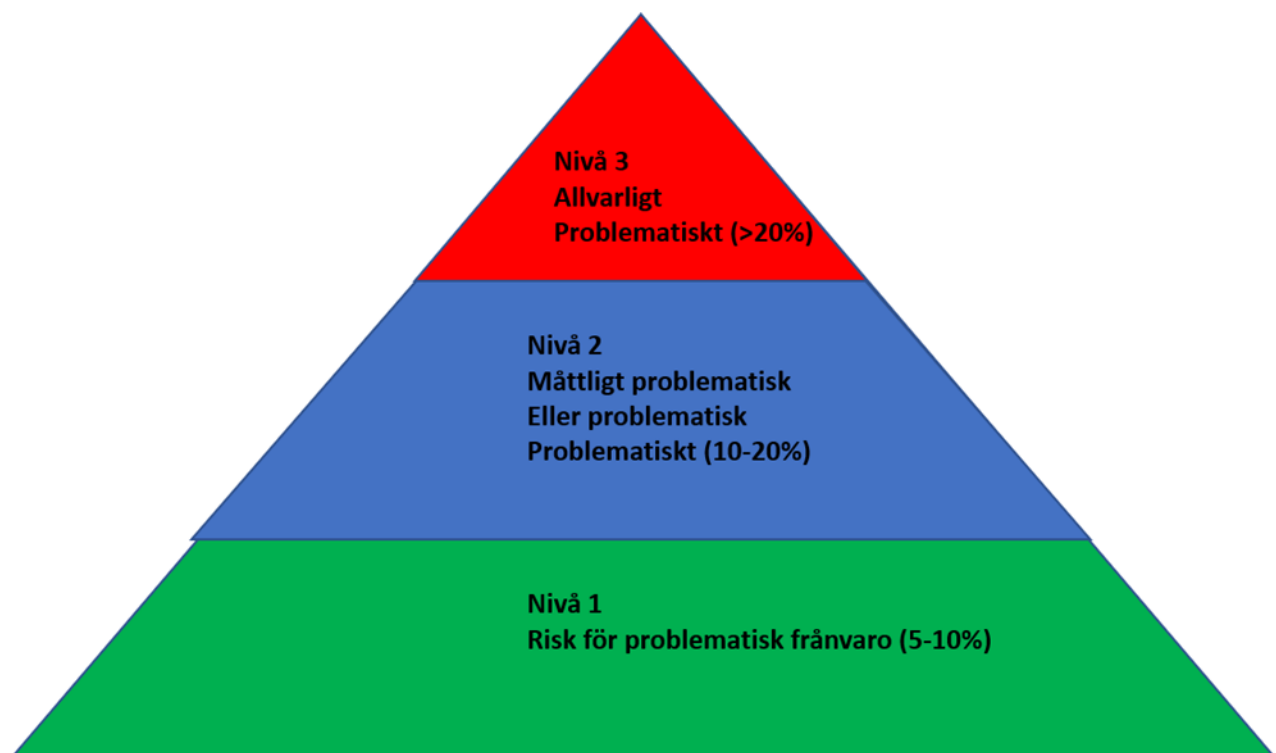 Nivå 3
Allvarligt
Problematiskt (>20%)
Nivå 2
Måttligt problematisk
Eller problematisk
Problematiskt (10-20%)
Nivå 1
Risk för problematisk frånvaro (5-10%)